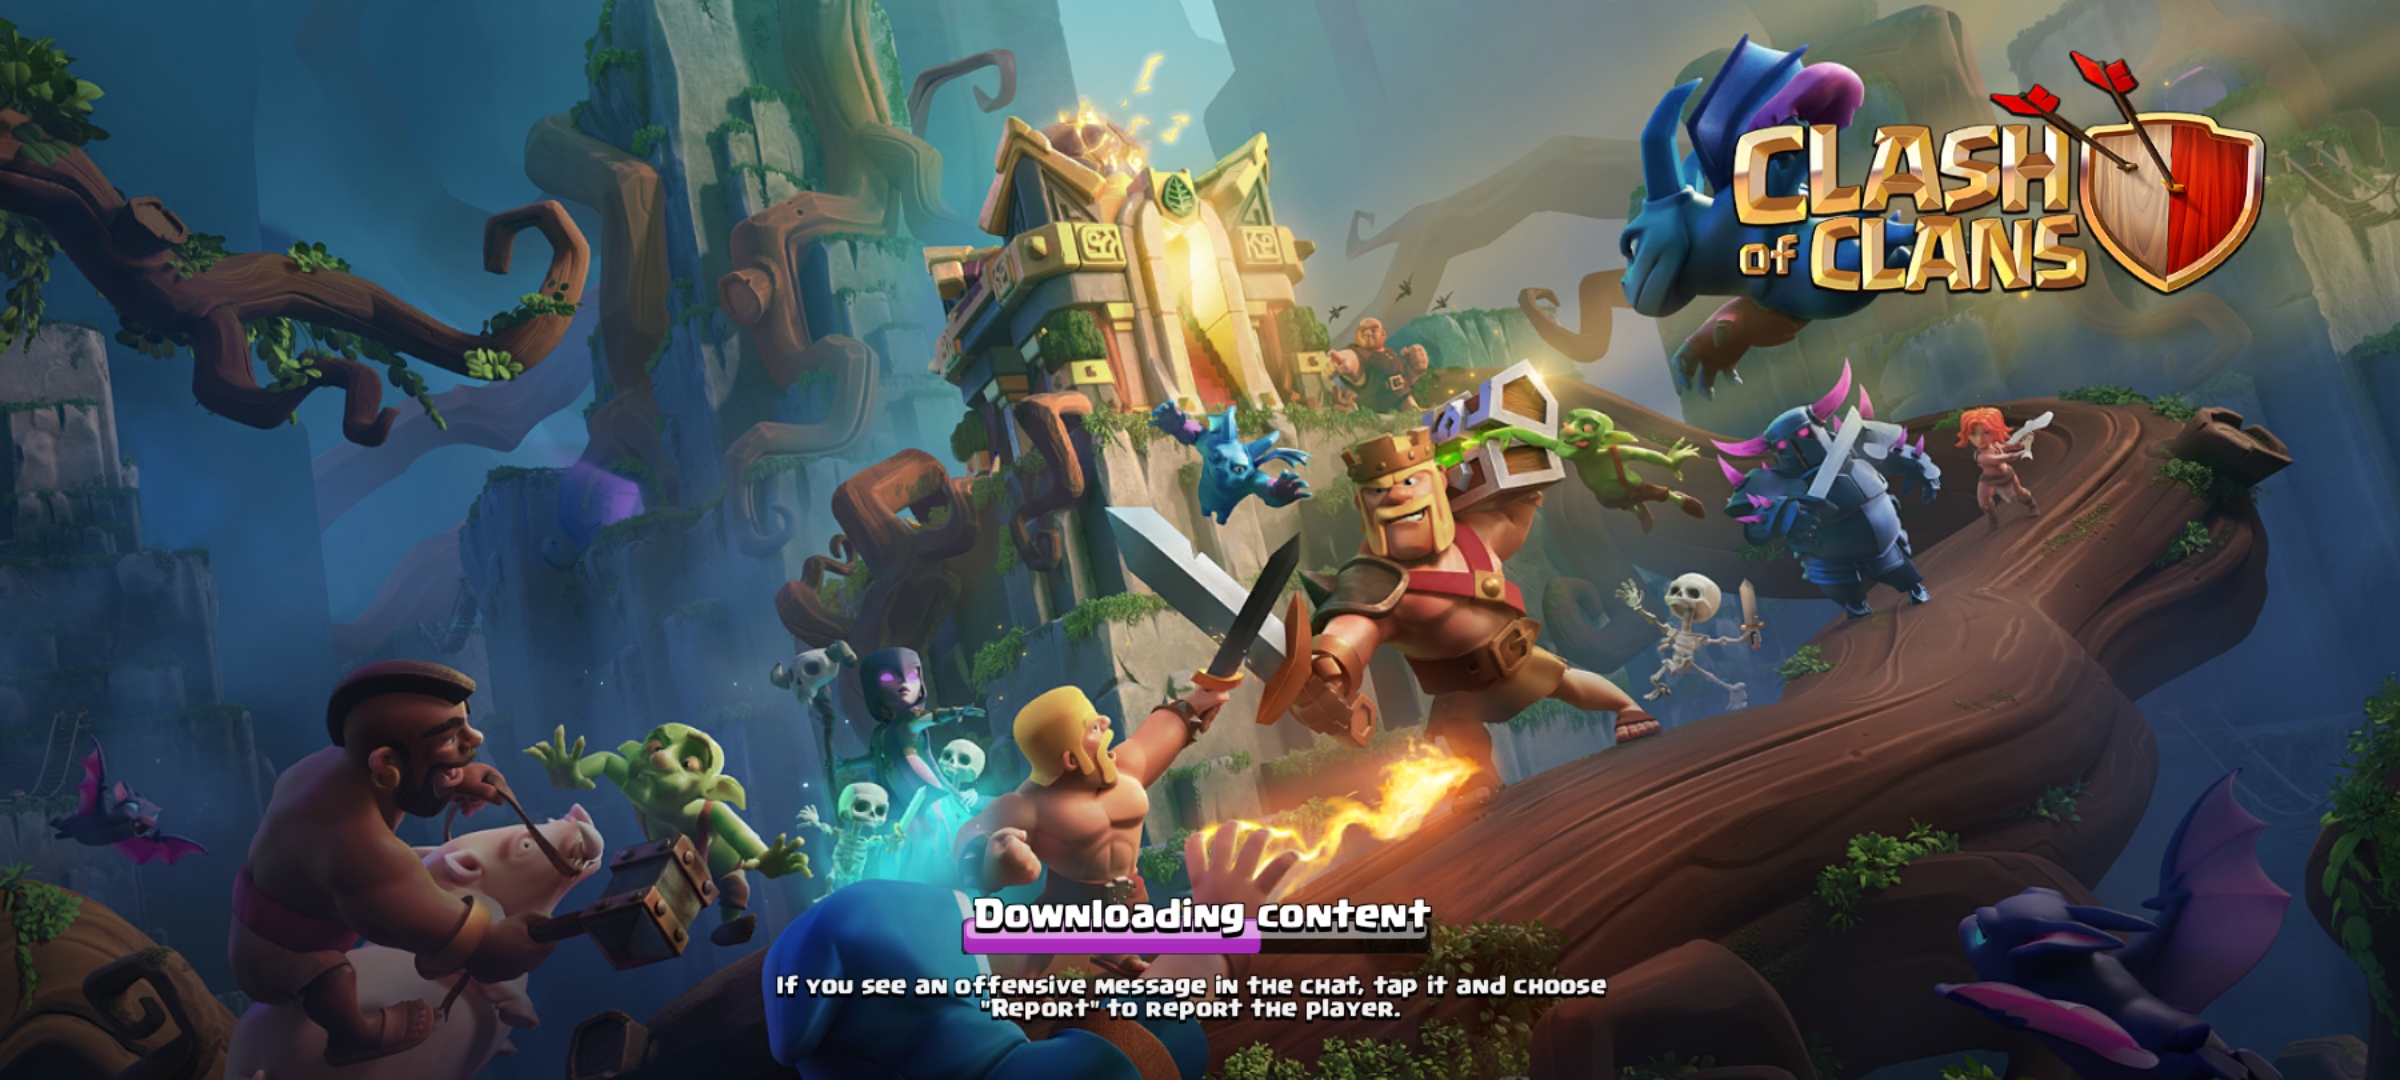 CLASH
OF CLANS
Downloading content
If you see an offensive message in the chat, tap it and choose
"Report" to report the player.